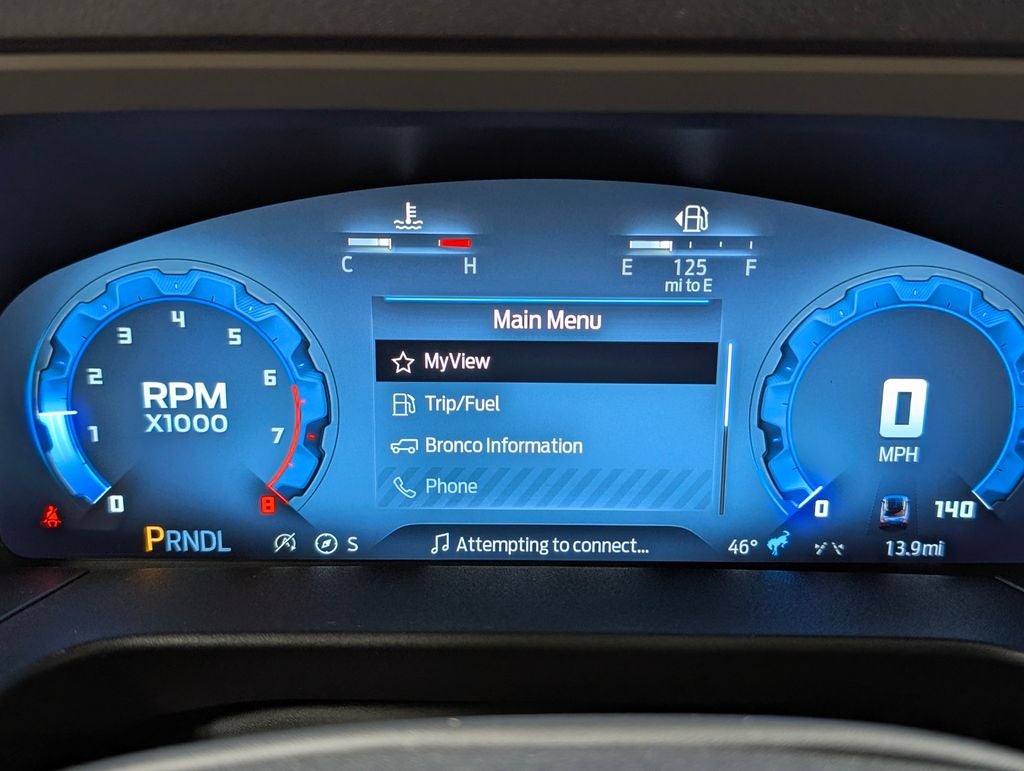 C H
E 125 F
mi to E
Main Menu
MyView
Trip/Fuel
Bronco Information
Phone
0 1 2 3 4 5 6 7 8
RPM
X1000
0
MPH
0 140
PRNDL
S
Attempting to connect...
46°
13.9mi